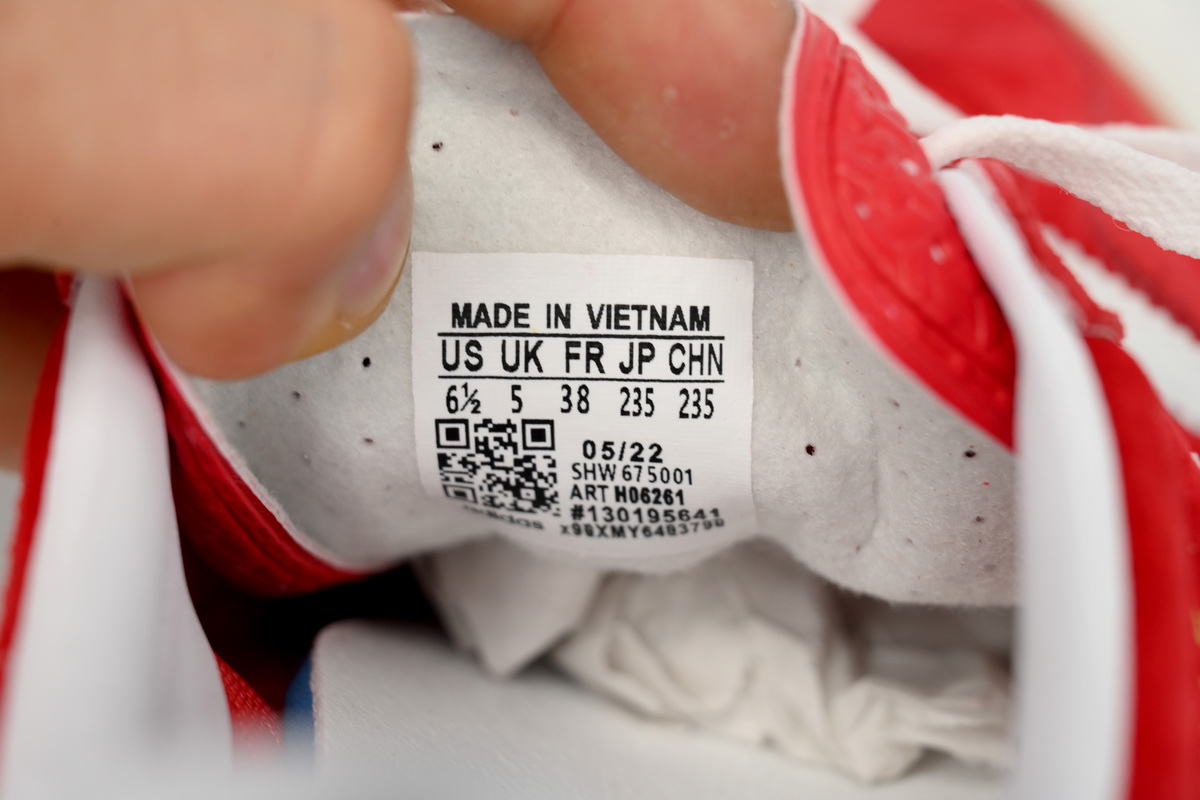 MADE IN VIETNAM
US UK FR JP CHN
6½ 5 38 235 235
05/22
SHW 675001
ART H06261
#130195641
adidas